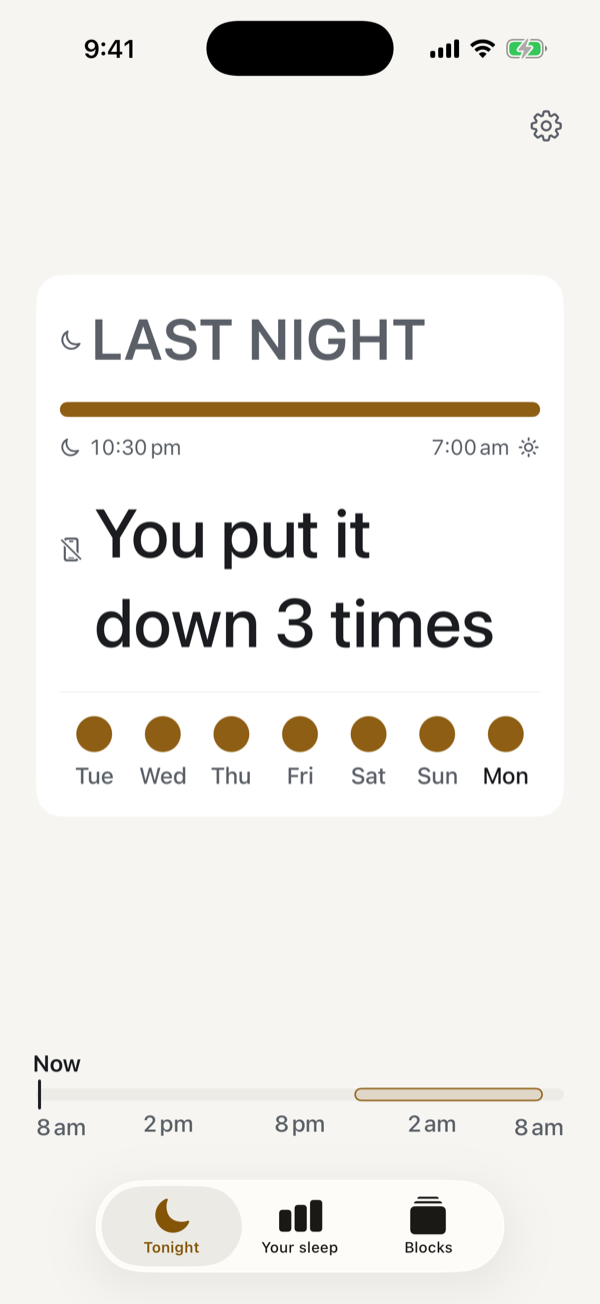 9:41
LAST NIGHT
10:30 pm 7:00 am
You put it
down 3 times
Tue Wed Thu Fri Sat Sun Mon
Now
8 am 2 pm 8 pm 2 am 8 am
Tonight Your sleep Blocks